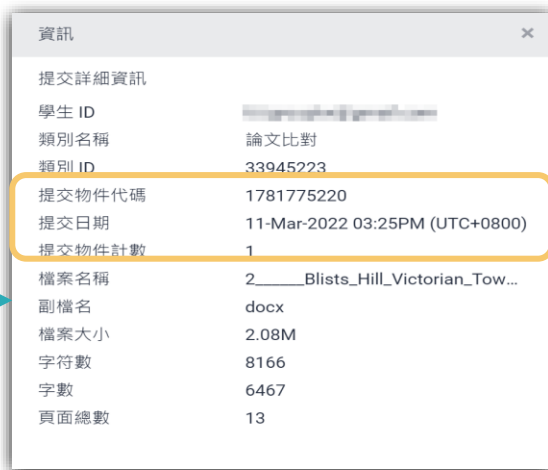 資訊 ×
提交詳細資訊
學生 ID
類別名稱 論文比對
類別 ID 33945223
提交物件代碼 1781775220
提交日期 11-Mar-2022 03:25PM (UTC+0800)
提交物件計數 1
檔案名稱 2______Blists_Hill_Victorian_Tow...
副檔名 docx
檔案大小 2.08M
字符數 8166
字數 6467
頁面總數 13